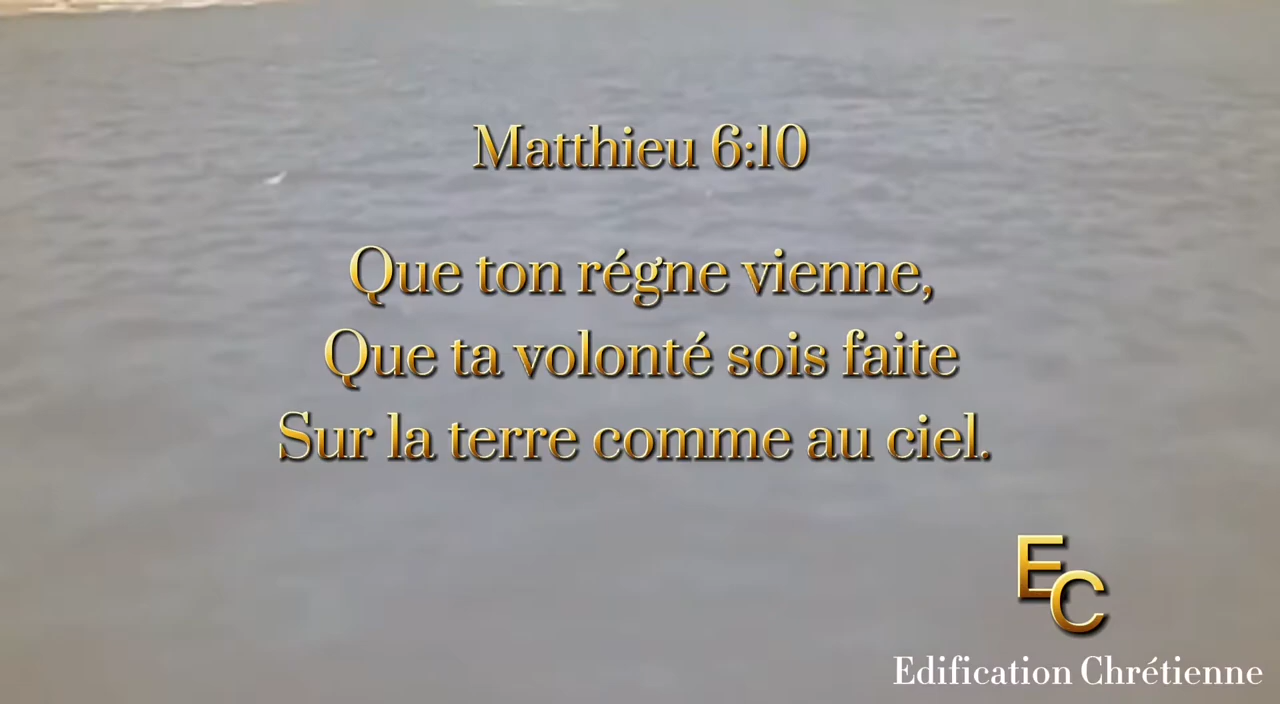 Matthieu 6:10
Que ton régne vienne,
Que ta volonté sois faite
Sur la terre comme au ciel.
EC
Edification Chrétienne